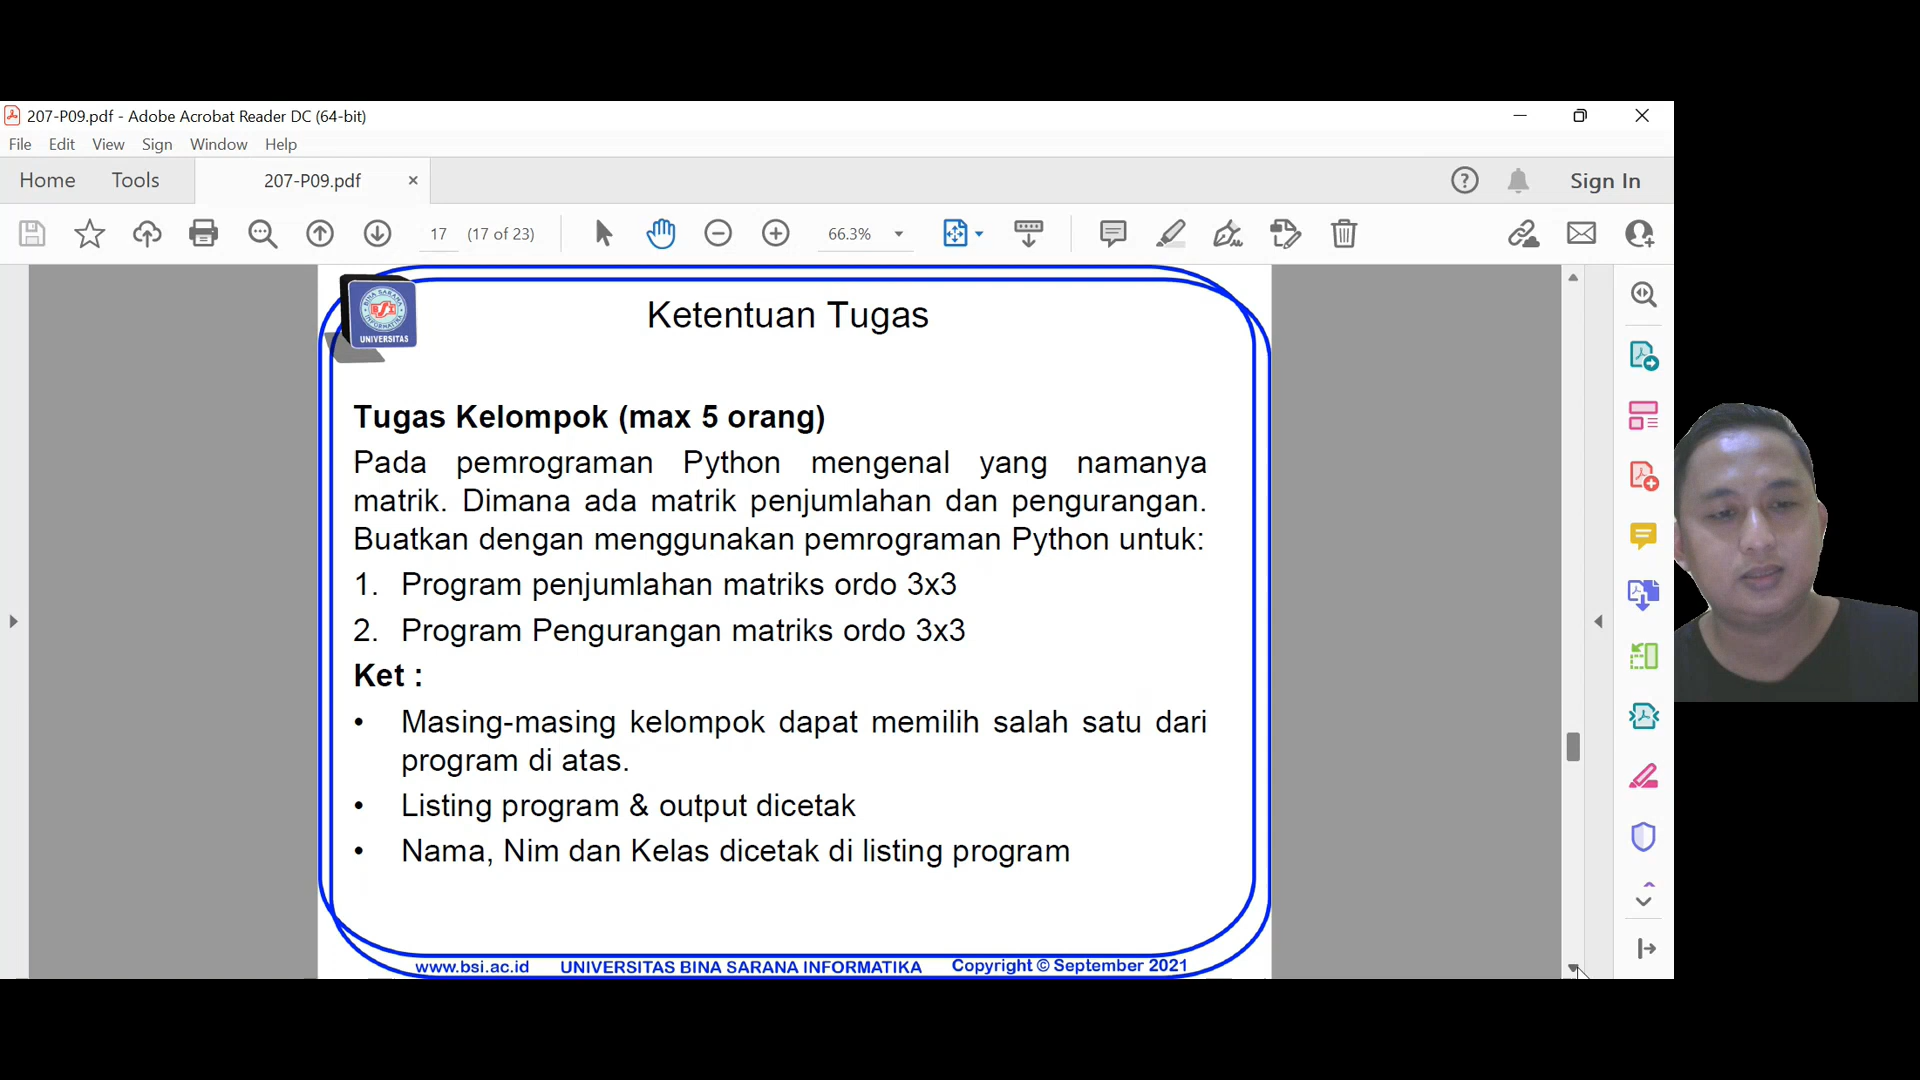 207-P09.pdf - Adobe Acrobat Reader DC (64-bit)
File Edit View Sign Window Help
Home Tools 207-P09.pdf × Sign In
17 (17 of 23) 66.3%
BINA SARANA
INFORMATIKA
UNIVERSITAS
Ketentuan Tugas
Tugas Kelompok (max 5 orang)
Pada pemrograman Python mengenal yang namanya
matrik. Dimana ada matrik penjumlahan dan pengurangan.
Buatkan dengan menggunakan pemrograman Python untuk:
1. Program penjumlahan matriks ordo 3x3
2. Program Pengurangan matriks ordo 3x3
Ket :
• Masing-masing kelompok dapat memilih salah satu dari
program di atas.
• Listing program & output dicetak
• Nama, Nim dan Kelas dicetak di listing program
www.bsi.ac.id UNIVERSITAS BINA SARANA INFORMATIKA Copyright © September 2021